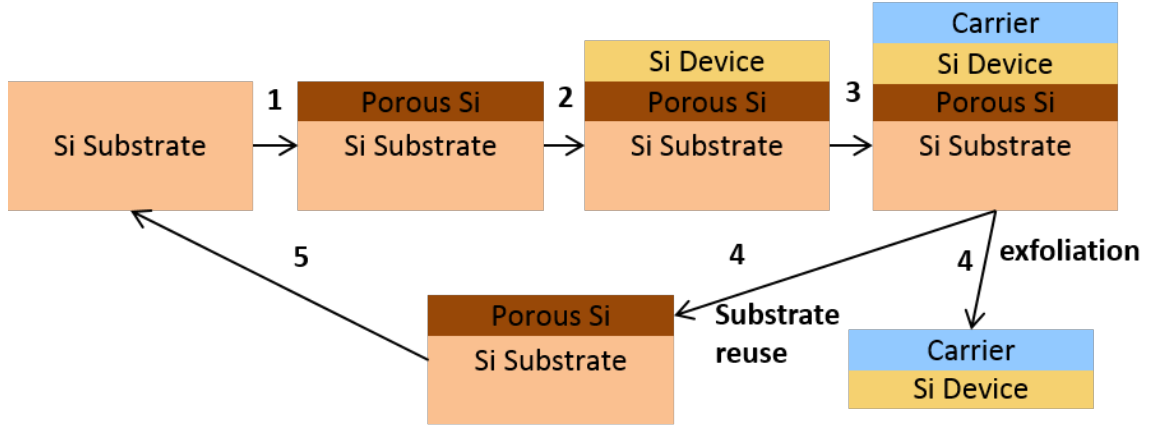 Si Substrate
1
Porous Si
Si Substrate
2
Si Device
Porous Si
Si Substrate
3
Carrier
Si Device
Porous Si
Si Substrate
4
exfoliation
4
Substrate
reuse
5
Porous Si
Si Substrate
Carrier
Si Device